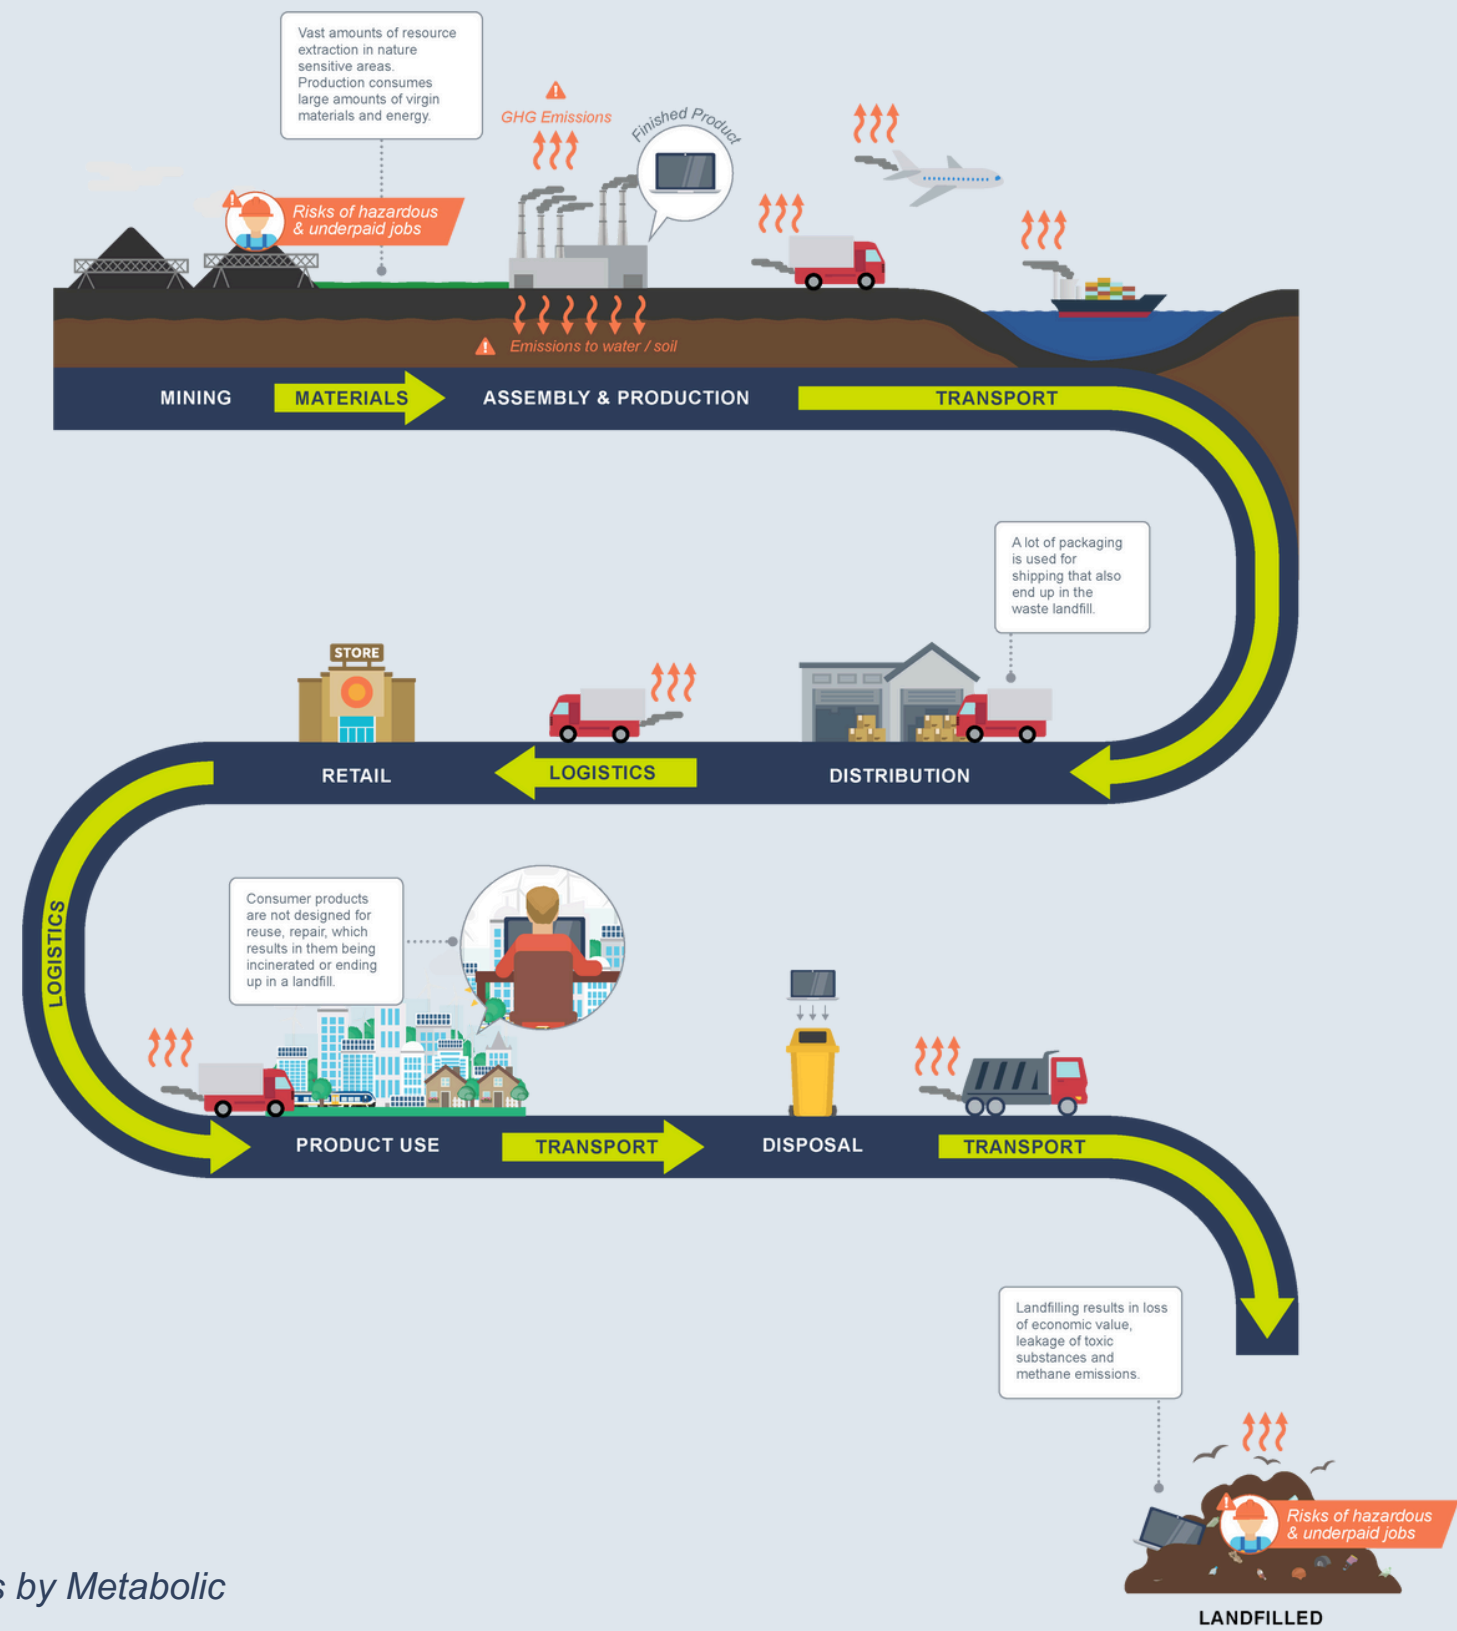 Vast amounts of resource
extraction in nature
sensitive areas.
Production consumes
large amounts of virgin
materials and energy.
GHG Emissions
Finished Product
Risks of hazardous
& underpaid jobs
Emissions to water / soil
MINING
MATERIALS
ASSEMBLY & PRODUCTION
TRANSPORT
A lot of packaging
is used for
shipping that also
end up in the
waste landfill.
STORE
RETAIL
LOGISTICS
DISTRIBUTION
LOGISTICS
Consumer products
are not designed for
reuse, repair, which
results in them being
incinerated or ending
up in a landfill.
PRODUCT USE
TRANSPORT
DISPOSAL
TRANSPORT
Landfilling results in loss
of economic value,
leakage of toxic
substances and
methane emissions.
Risks of hazardous
& underpaid jobs
by Metabolic
LANDFILLED